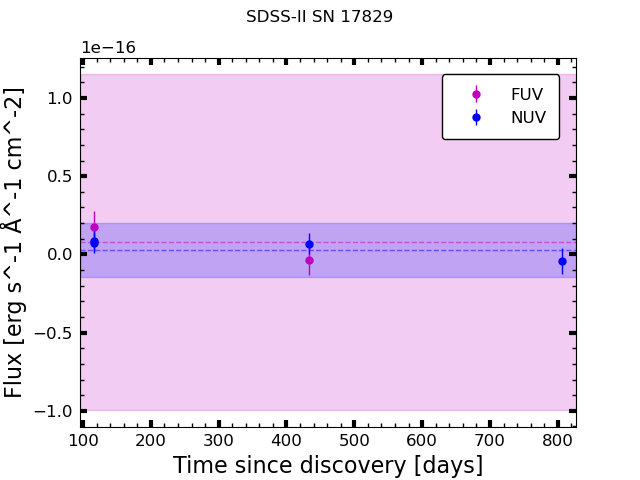 SDSS-II SN 17829
1e−16
FUV
NUV
1.0
0.5
0.0
−0.5
−1.0
Flux [erg s^-1 Å^-1 cm^-2]
100 200 300 400 500 600 700 800
Time since discovery [days]